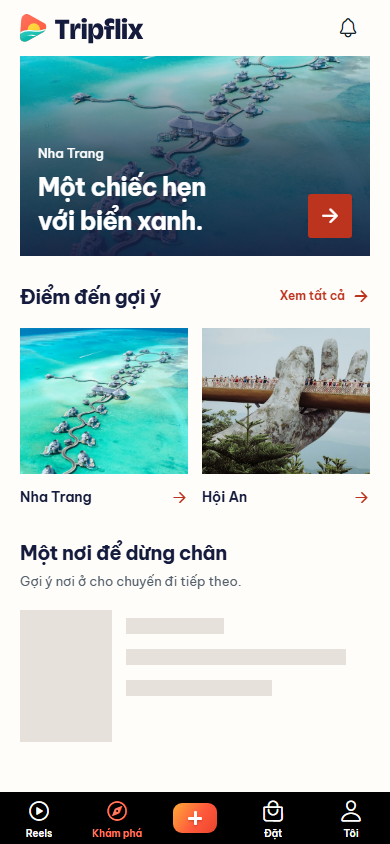 Tripflix
Nha Trang
Một chiếc hẹn
với biển xanh.
Điểm đến gợi ý
Xem tất cả
Nha Trang
Hội An
Một nơi để dừng chân
Gợi ý nơi ở cho chuyến đi tiếp theo.
Reels
Khám phá
Đặt
Tôi